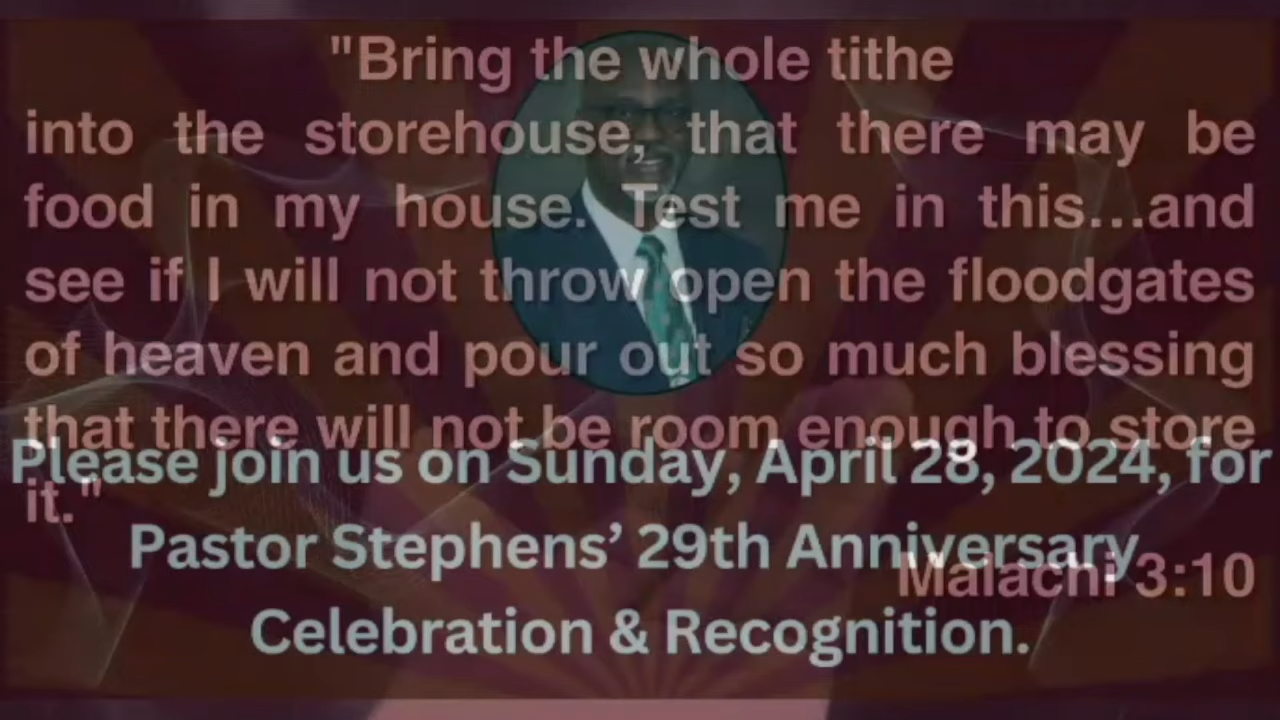 "Bring the whole tithe
into the storehouse, that there may be
food in my house. Test me in this...and
see if I will not throw open the floodgates
of heaven and pour out so much blessing
that there will not be room enough to store
it."
Malachi 3:10
Please join us on Sunday, April 28, 2024, for
Pastor Stephens’ 29th Anniversary
Celebration & Recognition.